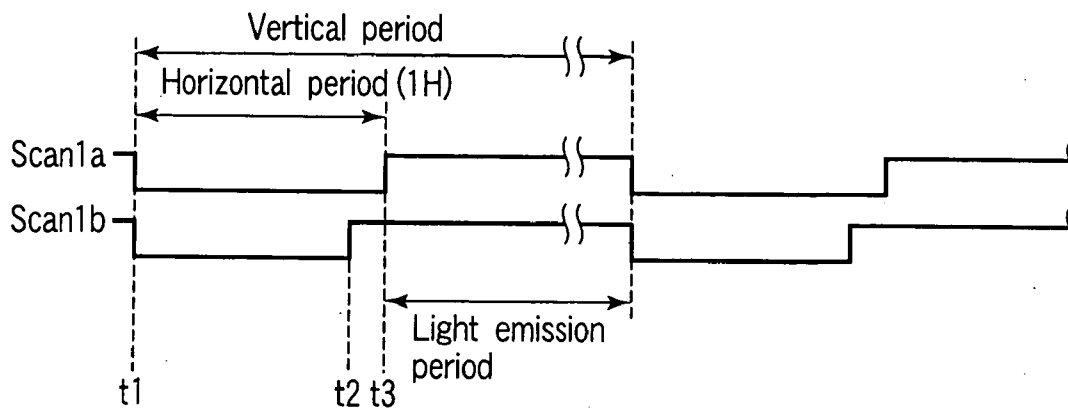 Vertical period
Horizontal period (1H)
Scan1a
Scan1b
Light emission
period
t1
t2
t3